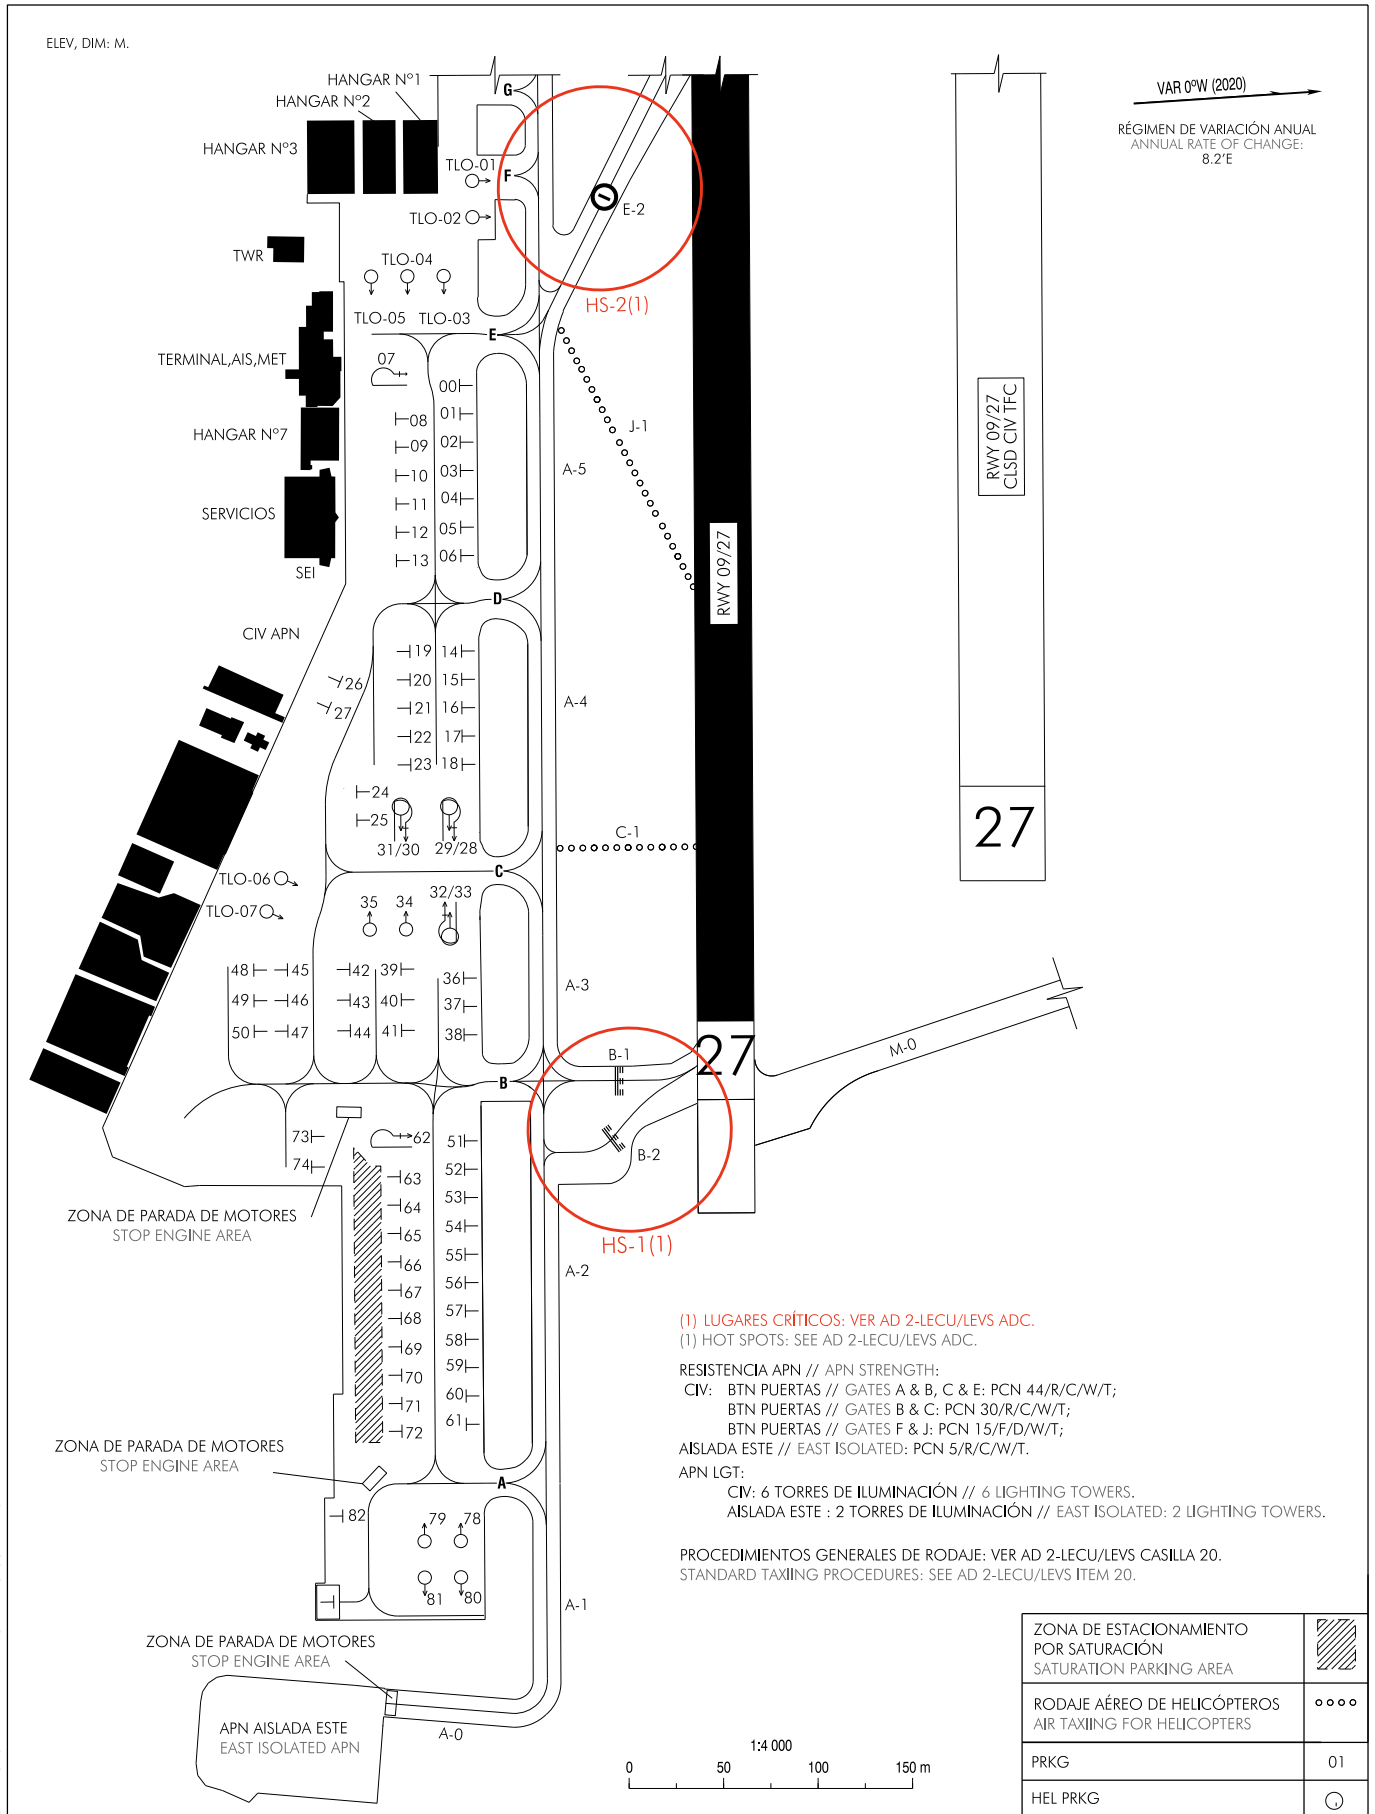 ELEV, DIM: M.
VAR 0ºW (2020)
RÉGIMEN DE VARIACIÓN ANUAL
ANNUAL RATE OF CHANGE:
8.2'E
HANGAR Nº1
HANGAR Nº2
HANGAR Nº3
G
TLO-01
F
TLO-02
E-2
TWR
TLO-04
HS-2(1)
TLO-05
TLO-03
E
TERMINAL,AIS,MET
07
00
01
08
02
09
03
10
04
11
05
12
06
13
J-1
A-5
HANGAR Nº7
SERVICIOS
SEI
RWY 09/27
RWY 09/27
CLSD CIV TFC
D
CIV APN
19
14
20
15
21
16
22
17
23
18
26
27
A-4
24
25
31/30
29/28
C-1
27
C
TLO-06
TLO-07
35
34
32/33
48
45
42
39
36
49
46
43
40
37
50
47
44
41
38
A-3
B-1
27
M-0
B
73
74
62
51
B-2
63
52
64
53
65
54
66
55
67
56
68
57
69
58
70
59
71
60
72
61
HS-1(1)
A-2
ZONA DE PARADA DE MOTORES
STOP ENGINE AREA
(1) LUGARES CRÍTICOS: VER AD 2-LECU/LEVS ADC.
(1) HOT SPOTS: SEE AD 2-LECU/LEVS ADC.
RESISTENCIA APN // APN STRENGTH:
CIV: BTN PUERTAS // GATES A & B, C & E: PCN 44/R/C/W/T;
BTN PUERTAS // GATES B & C: PCN 30/R/C/W/T;
BTN PUERTAS // GATES F & J: PCN 15/F/D/W/T;
AISLADA ESTE // EAST ISOLATED: PCN 5/R/C/W/T.
APN LGT:
CIV: 6 TORRES DE ILUMINACIÓN // 6 LIGHTING TOWERS.
AISLADA ESTE : 2 TORRES DE ILUMINACIÓN // EAST ISOLATED: 2 LIGHTING TOWERS.
PROCEDIMIENTOS GENERALES DE RODAJE: VER AD 2-LECU/LEVS CASILLA 20.
STANDARD TAXIING PROCEDURES: SEE AD 2-LECU/LEVS ITEM 20.
ZONA DE PARADA DE MOTORES
STOP ENGINE AREA
A
82
79
78
81
80
A-1
ZONA DE PARADA DE MOTORES
STOP ENGINE AREA
APN AISLADA ESTE
EAST ISOLATED APN
A-0
1:4 000
0
50
100
150 m
ZONA DE ESTACIONAMIENTO
POR SATURACIÓN
SATURATION PARKING AREA
RODAJE AÉREO DE HELICÓPTEROS
AIR TAXIING FOR HELICOPTERS
PRKG
01
HEL PRKG